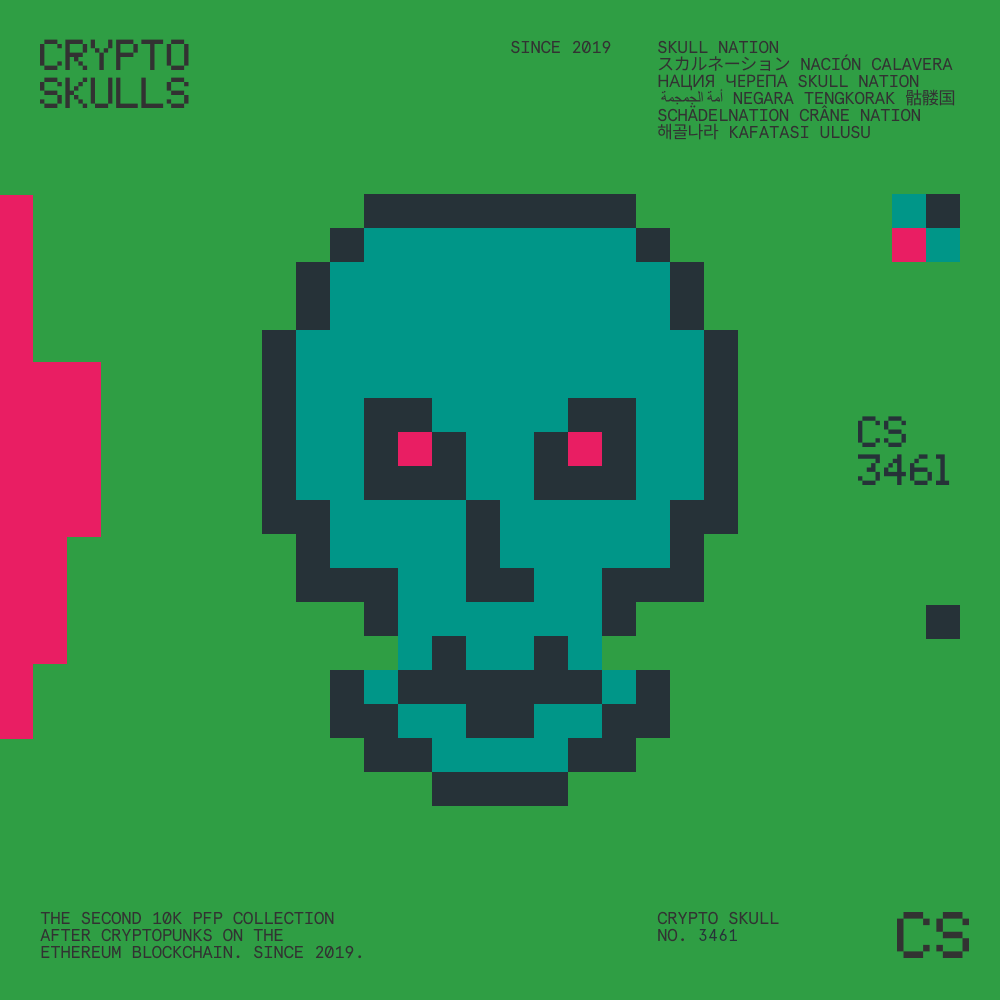 CRYPTO
SKULLS
SINCE 2019
SKULL NATION
スカルネーション NACIÓN CALAVERA
НАЦИЯ ЧЕРЕПА SKULL NATION
أمة الجمجمة NEGARA TENGKORAK 骷髅国
SCHÄDELNATION CRÂNE NATION
해골나라 KAFATASI ULUSU
CS
3461
THE SECOND 10K PFP COLLECTION
AFTER CRYPTOPUNKS ON THE
ETHEREUM BLOCKCHAIN. SINCE 2019.
CRYPTO SKULL
NO. 3461
CS